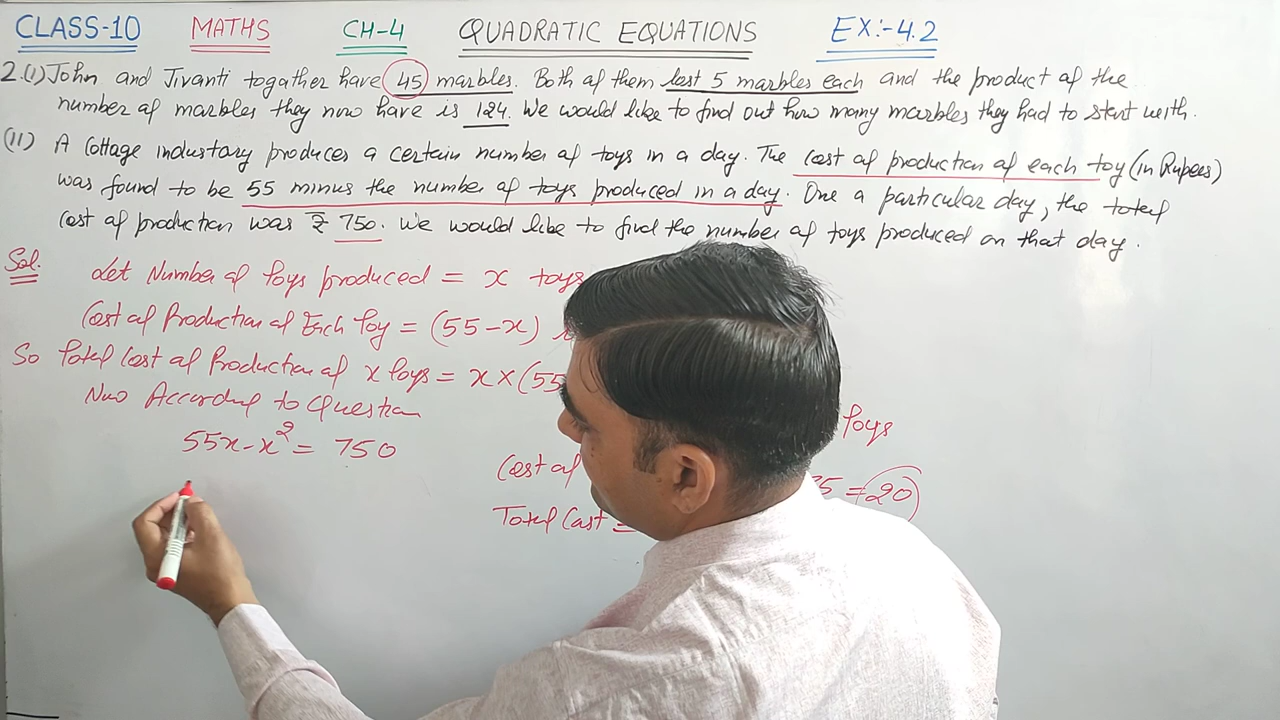 CLASS-10 MATHS CH-4 QUADRATIC EQUATIONS EX:-4.2
2.(i) John and Jivanti togather have 45 marbles. Both of them lost 5 marbles each and the product of the
number of marbles they now have is 124. We would like to find out how many marbles they had to start with.
(II) A Cottage industary produces a certain number of toys in a day. The cost of production of each toy (in Rupees)
was found to be 55 minus the number of toys produced in a day. One a particular day, the total
cost of production was ₹ 750. We would like to find the number of toys produced on that day.
Sol. Let Number of Toys produced = x toys
Cost of Production of Each Toy = (55-x)
So Total Cost of Production of x Toys = x×(55
Now According to Question
Toys
55x-x² = 750
Cost of 55 = 20
Total Cost =